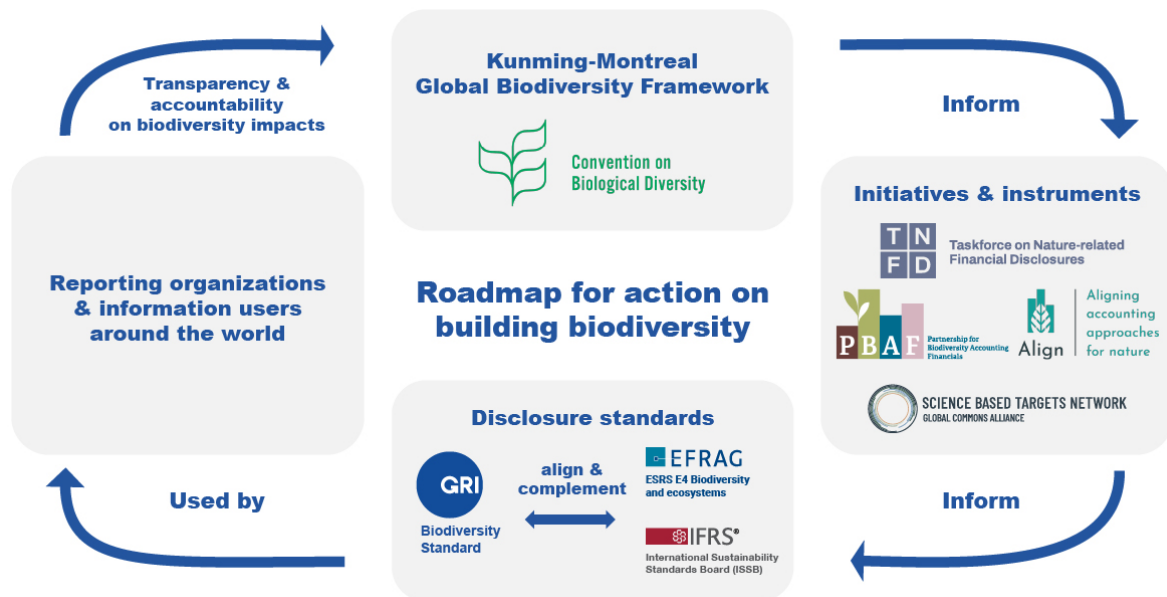 Kunming-Montreal
Global Biodiversity Framework
Convention on
Biological Diversity
Transparency &
accountability
on biodiversity impacts
Inform
Initiatives & instruments
TN
FD
Taskforce on Nature-related
Financial Disclosures
PBAF
Partnership for
Biodiversity Accounting
Financials
Align
Aligning
accounting
approaches
for nature
SCIENCE BASED TARGETS NETWORK
GLOBAL COMMONS ALLIANCE
Reporting organizations
& information users
around the world
Roadmap for action on
building biodiversity
Disclosure standards
GRI
Biodiversity
Standard
align &
complement
EFRAG
ESRS E4 Biodiversity
and ecosystems
IFRS®
International Sustainability
Standards Board (ISSB)
Inform
Used by